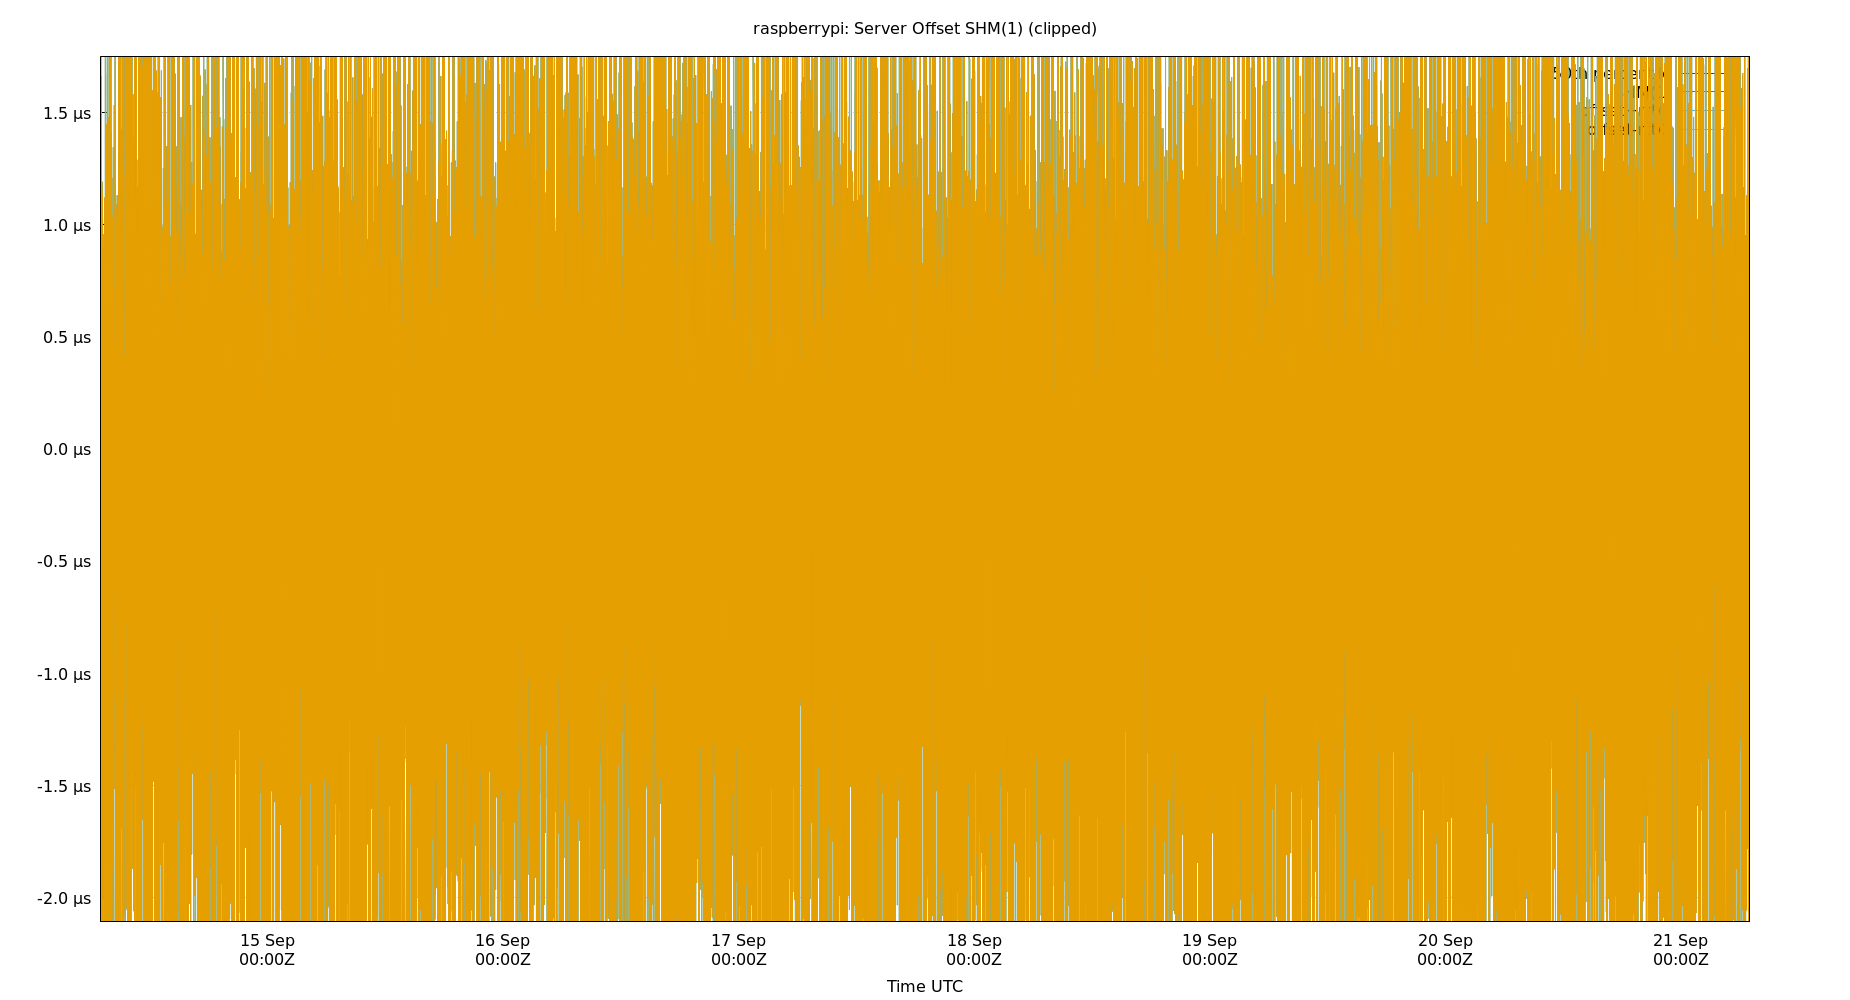 raspberrypi: Server Offset SHM(1) (clipped)
1.5 µs
1.0 µs
0.5 µs
0.0 µs
-0.5 µs
-1.0 µs
-1.5 µs
-2.0 µs
15 Sep 16 Sep 17 Sep 18 Sep 19 Sep 20 Sep 21 Sep
00:00Z 00:00Z 00:00Z 00:00Z 00:00Z 00:00Z 00:00Z
Time UTC